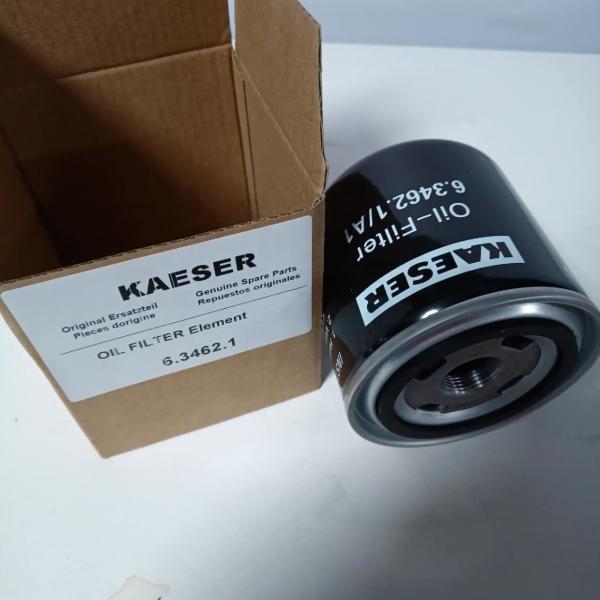 KAESER
Original Ersatzteil
Pieces dorigine
Genuine Spare Parts
Repuestos originales
OIL FILTER Element
6.3462.1
KAESER
Oil-Filter
6.3462.1/A1